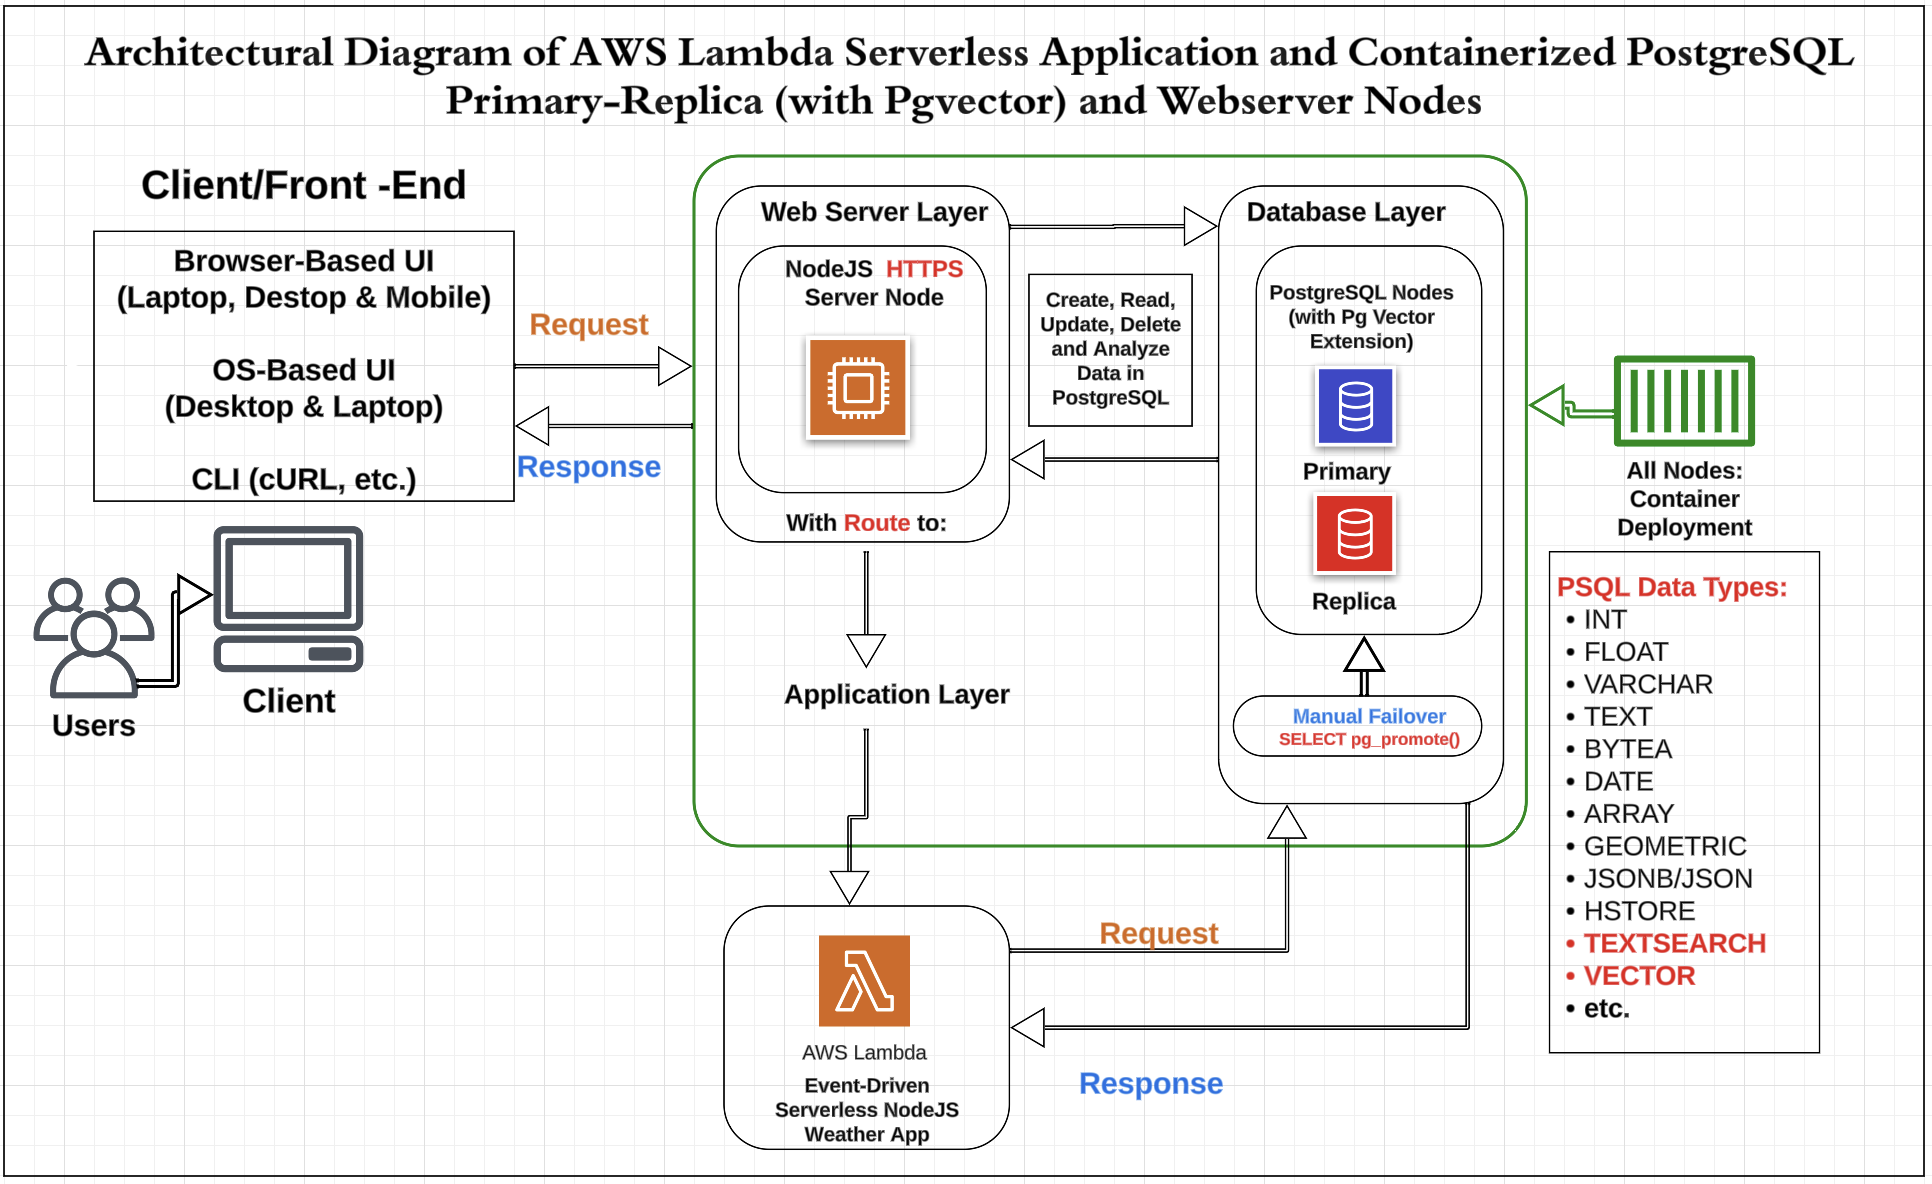 Architectural Diagram of AWS Lambda Serverless Application and Containerized PostgreSQL
Primary-Replica (with Pgvector) and Webserver Nodes
Client/Front -End
Browser-Based UI
(Laptop, Destop & Mobile)
OS-Based UI
(Desktop & Laptop)
CLI (cURL, etc.)
Users
Client
Request
Response
Web Server Layer
NodeJS HTTPS
Server Node
With Route to:
Application Layer
Create, Read,
Update, Delete
and Analyze
Data in
PostgreSQL
Database Layer
PostgreSQL Nodes
(with Pg Vector
Extension)
Primary
Replica
Manual Failover
SELECT pg_promote()
All Nodes:
Container
Deployment
PSQL Data Types:
• INT
• FLOAT
• VARCHAR
• TEXT
• BYTEA
• DATE
• ARRAY
• GEOMETRIC
• JSONB/JSON
• HSTORE
• TEXTSEARCH
• VECTOR
• etc.
AWS Lambda
Event-Driven
Serverless NodeJS
Weather App
Request
Response